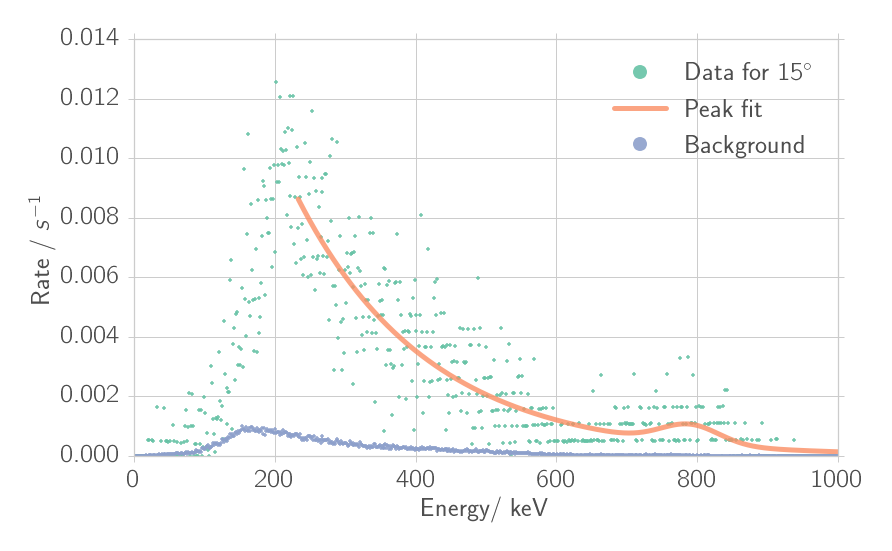 0.014
0.012
0.010
0.008
0.006
0.004
0.002
0.000
Rate / s⁻¹
0
200
400
600
800
1000
Energy/ keV
Data for 15°
Peak fit
Background